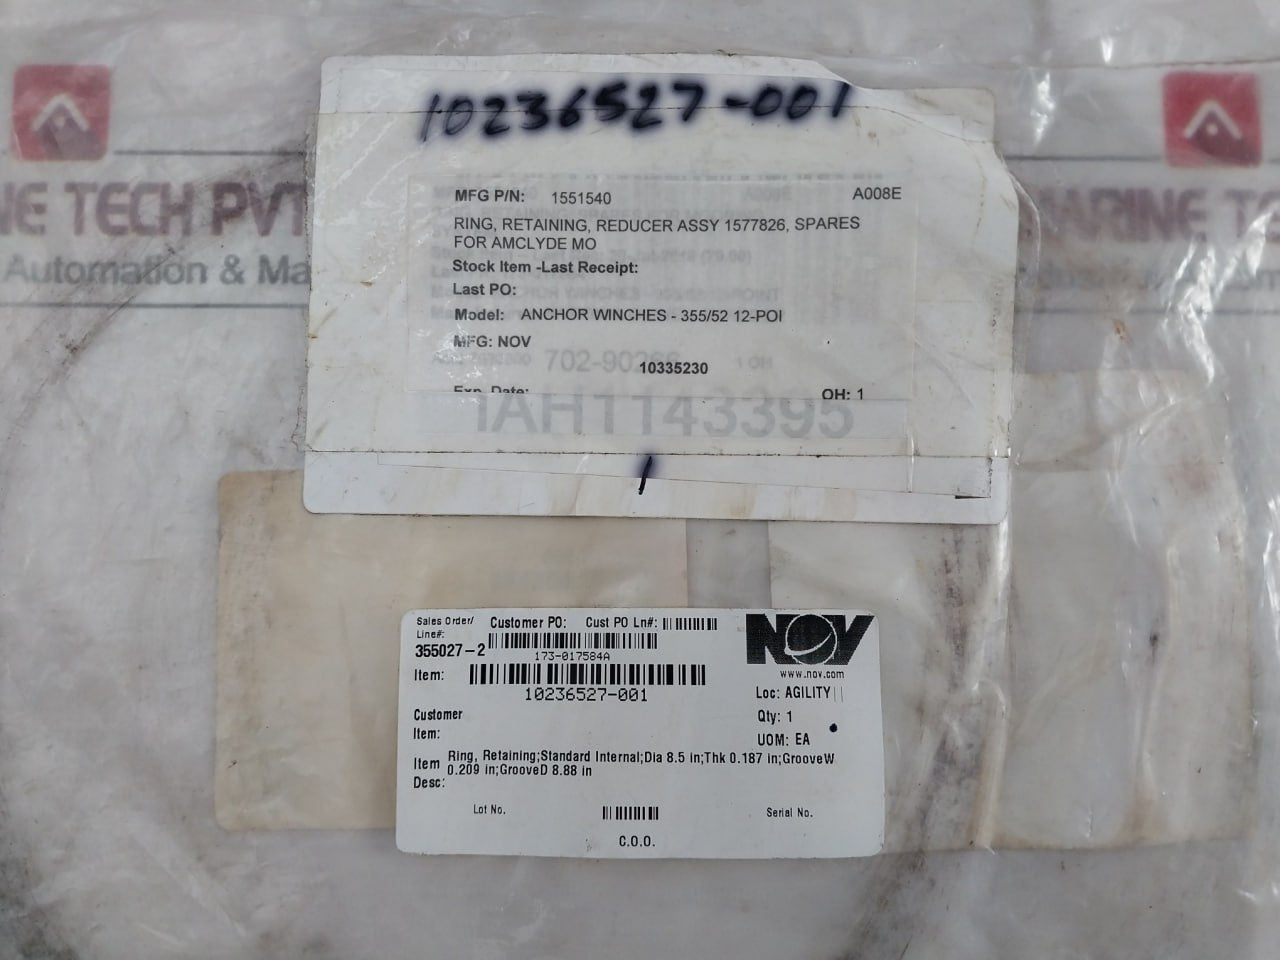 10236527-001
MFG P/N: 1551540 A008E
RING, RETAINING, REDUCER ASSY 1577826, SPARES
FOR AMCLYDE MO
Stock Item -Last Receipt:
Last PO:
Model: ANCHOR WINCHES - 355/52 12-POI
MFG: NOV
702-90266
10335230
Exp. Date: OH: 1
1AH1143395
1
Sales Order/
Line#:
355027-2
Customer PO: Cust PO Ln#:
173-017584A
Item:
10236527-001
NOV
www.nov.com
Loc: AGILITY
Customer
Item:
Qty: 1
UOM: EA
Item
Desc:
Ring, Retaining;Standard Internal;Dia 8.5 in;Thk 0.187 in;GrooveW
0.209 in;GrooveD 8.88 in
Lot No. Serial No.
C.O.O.
NE TECH PVT
Automation & Ma
MARINE TE